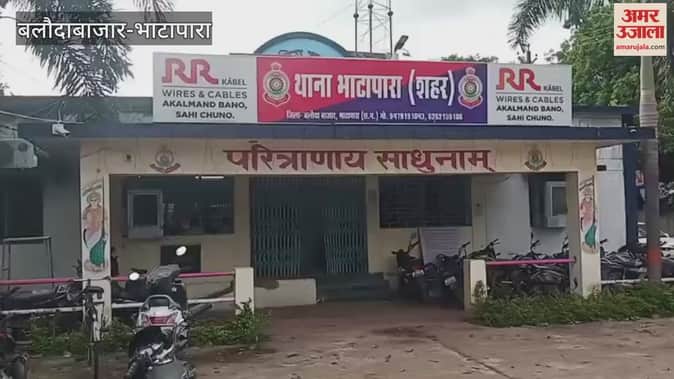 बलौदाबाजार-भाटापारा
अमर उजाला
amarujala.com
RR KABEL
WIRES & CABLES
AKALMAND BANO,
SAHI CHUNO.
थाना भाटापारा (शहर)
RR KABEL
WIRES & CABLES
AKALMAND BANO,
SAHI CHUNO.
परित्राणाय साधुनाम्